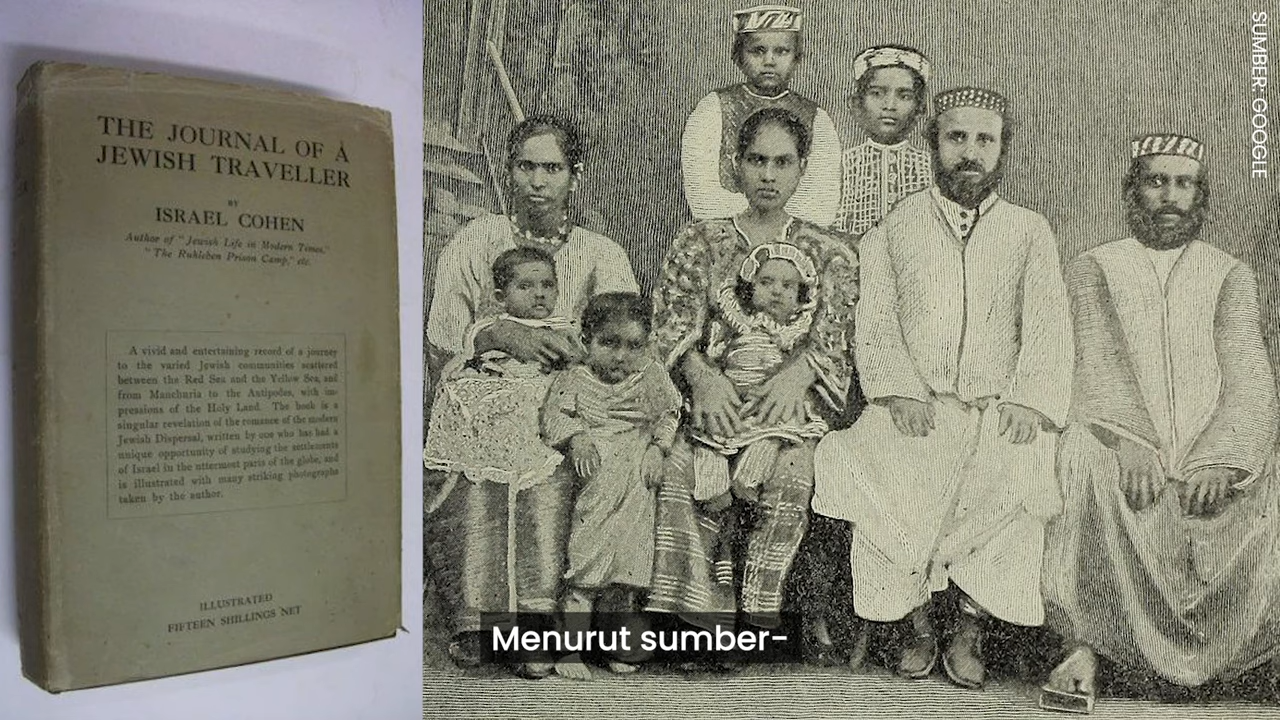 THE JOURNAL OF A
JEWISH TRAVELLER
BY
ISRAEL COHEN
Author of "Jewish Life in Modern Times,"
"The Ruhleben Prison Camp," etc.
A vivid and entertaining record of a journey
to the varied Jewish communities scattered
between the Red Sea and the Yellow Sea, and
from Manchuria to the Antipodes, with im-
pressions of the Holy Land. The book is a
singular revelation of the romance of the modern
Jewish Dispersal, written by one who has had a
unique opportunity of studying the settlements
of Israel in the uttermost parts of the globe, and
is illustrated with many striking photographs
taken by the author.
ILLUSTRATED
FIFTEEN SHILLINGS NET
SUMBER: GOOGLE
Menurut sumber-